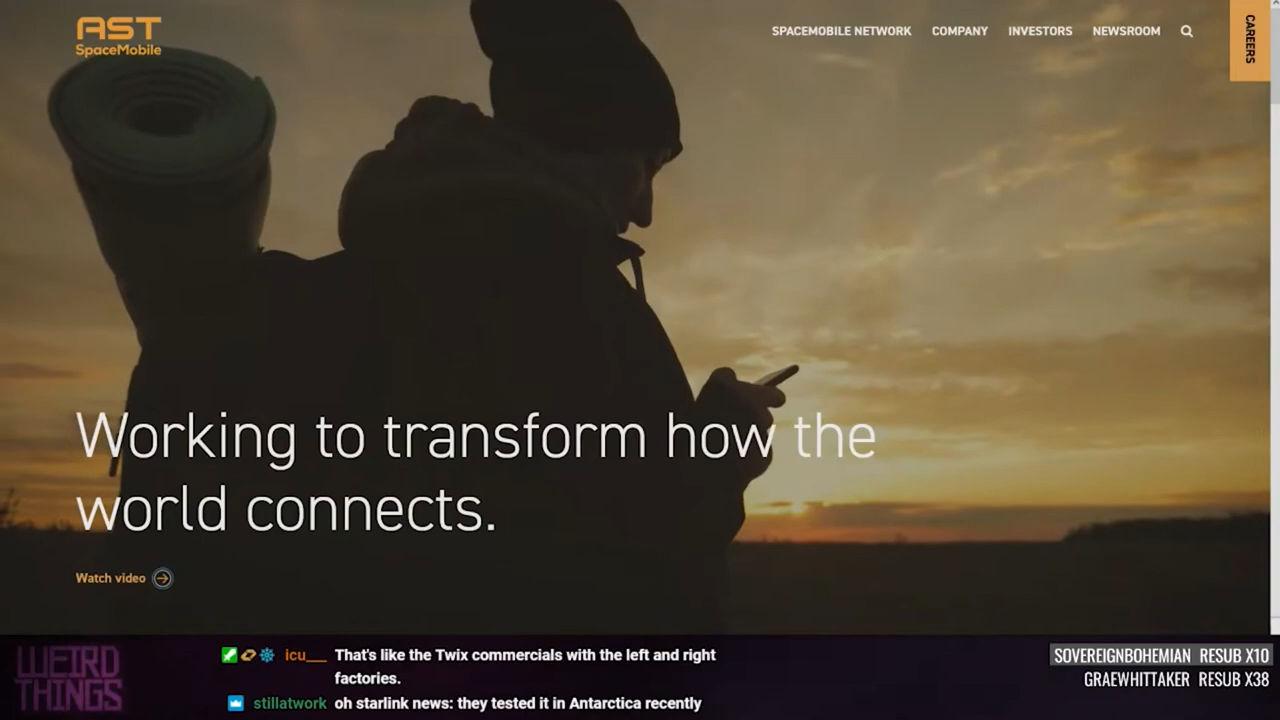 AST
SpaceMobile
SPACEMOBILE NETWORK COMPANY INVESTORS NEWSROOM
CAREERS
Working to transform how the
world connects.
Watch video
WEIRD
THINGS
icu___ That's like the Twix commercials with the left and right
factories.
stillatwork oh starlink news: they tested it in Antarctica recently
SOVEREIGNBOHEMIAN RESUB X10
GRAEWHITTAKER RESUB X38